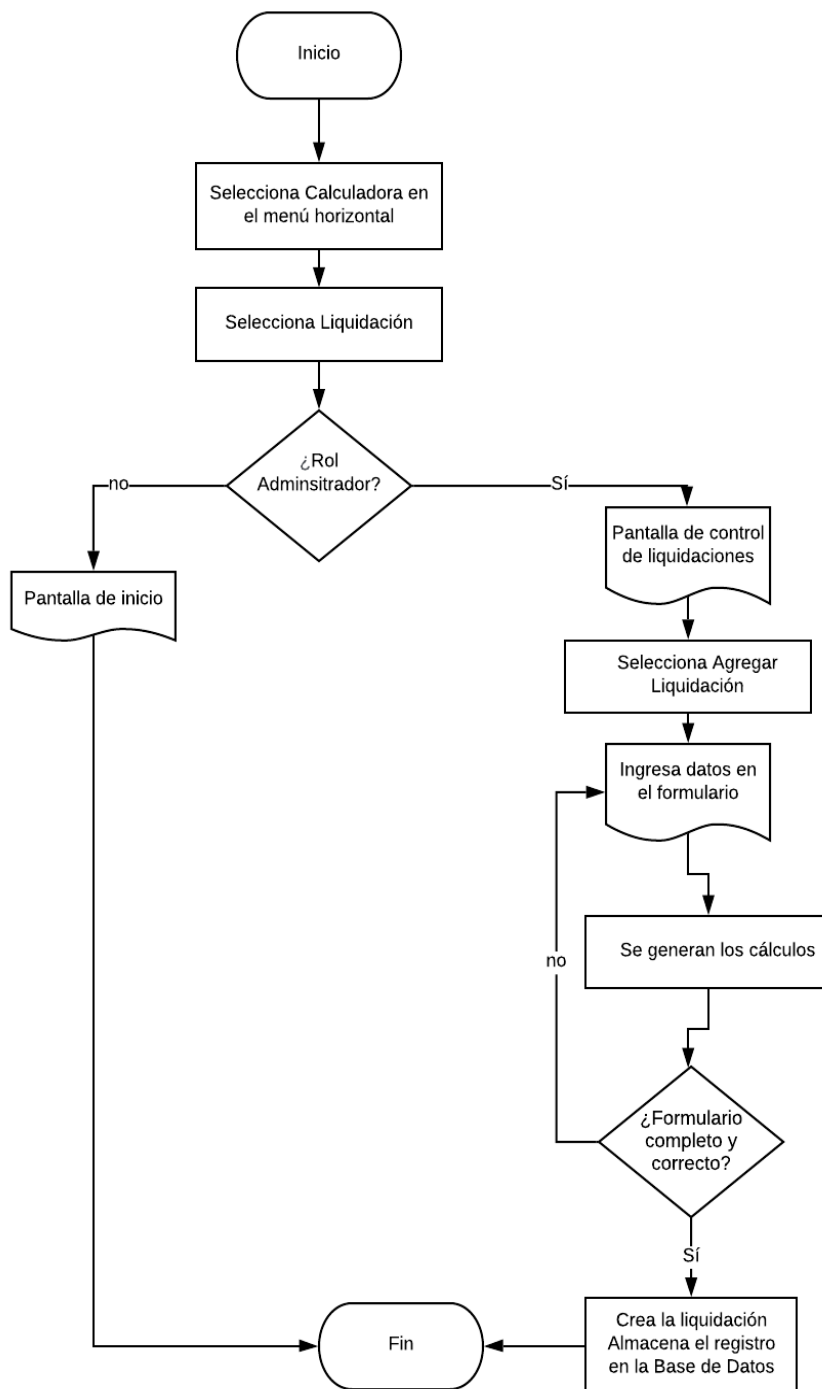 Inicio
Selecciona Calculadora en
el menú horizontal
Selecciona Liquidación
¿Rol
Adminsitrador?
no
Sí
Pantalla de control
de liquidaciones
Pantalla de inicio
Selecciona Agregar
Liquidación
Ingresa datos en
el formulario
Se generan los cálculos
no
¿Formulario
completo y
correcto?
Sí
Crea la liquidación
Almacena el registro
en la Base de Datos
Fin